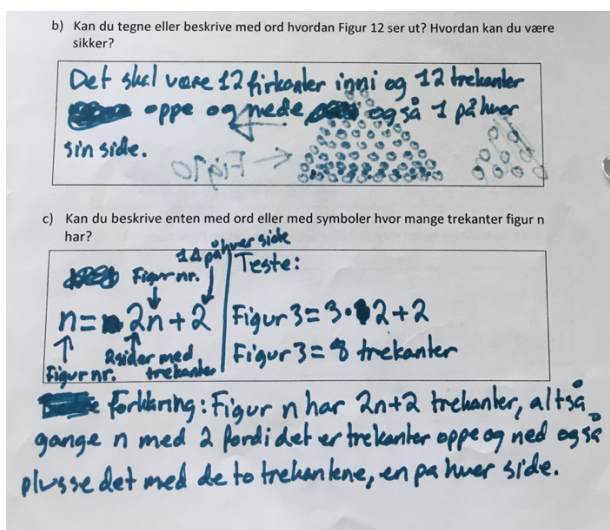 b) Kan du tegne eller beskrive med ord hvordan Figur 12 ser ut? Hvordan kan du være
sikker?
Det skal være 12 firkanter inni og 12 trekanter
oppe og nede også 1 på hver
sin side.
c) Kan du beskrive enten med ord eller med symboler hvor mange trekanter figur n
har?
1△ på hver side
Figur nr.
n = 2n + 2
Figur nr.
2 sider med
trekanter
Teste:
Figur 3 = 3 · 2 + 2
Figur 3 = 8 trekanter
Forklaring: Figur n har 2n+2 trekanter, altså
gange n med 2 fordi det er trekanter oppe og ned også
plusse det med de to trekantene, en på hver side.